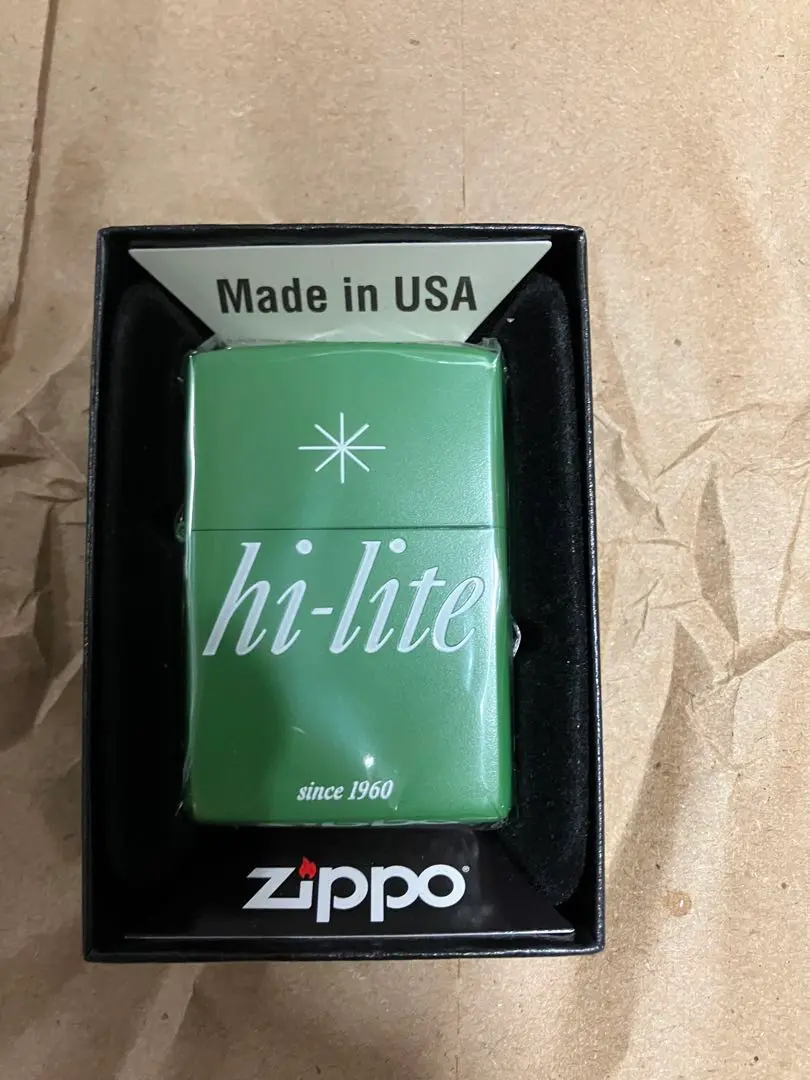 Made in USA
hi-lite
since 1960
zippo